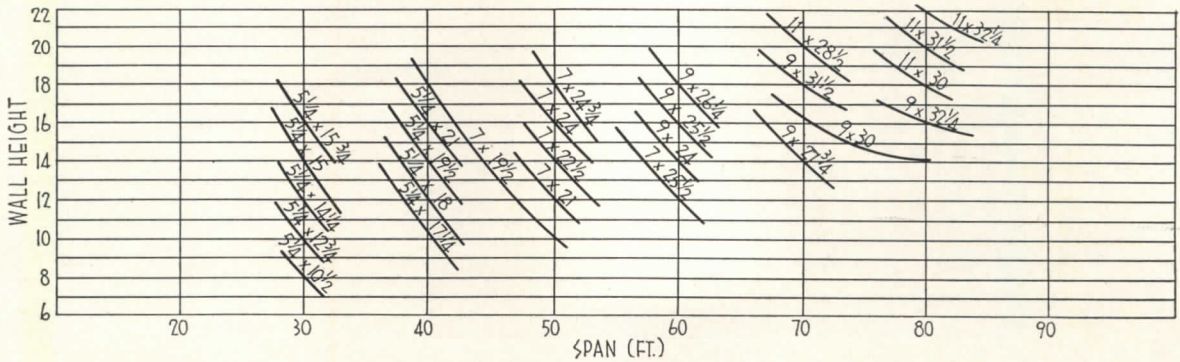 WALL HEIGHT
22
20
18
16
14
12
10
8
6
5¼ × 15¾
5¼ × 15
5¼ × 14¼
5¼ × 12¾
5¼ × 10½
5¼ × 21
5¼ × 19½
5¼ × 18
5¼ × 17¼
7 × 19½
7 × 24¾
7 × 24
7 × 22½
7 × 21
9 × 26¼
9 × 25½
9 × 24
7 × 25½
11 × 28½
9 × 31½
9 × 30
9 × 27¾
11 × 32¼
11 × 31½
11 × 30
9 × 32¼
20 30 40 50 60 70 80 90
SPAN (FT.)